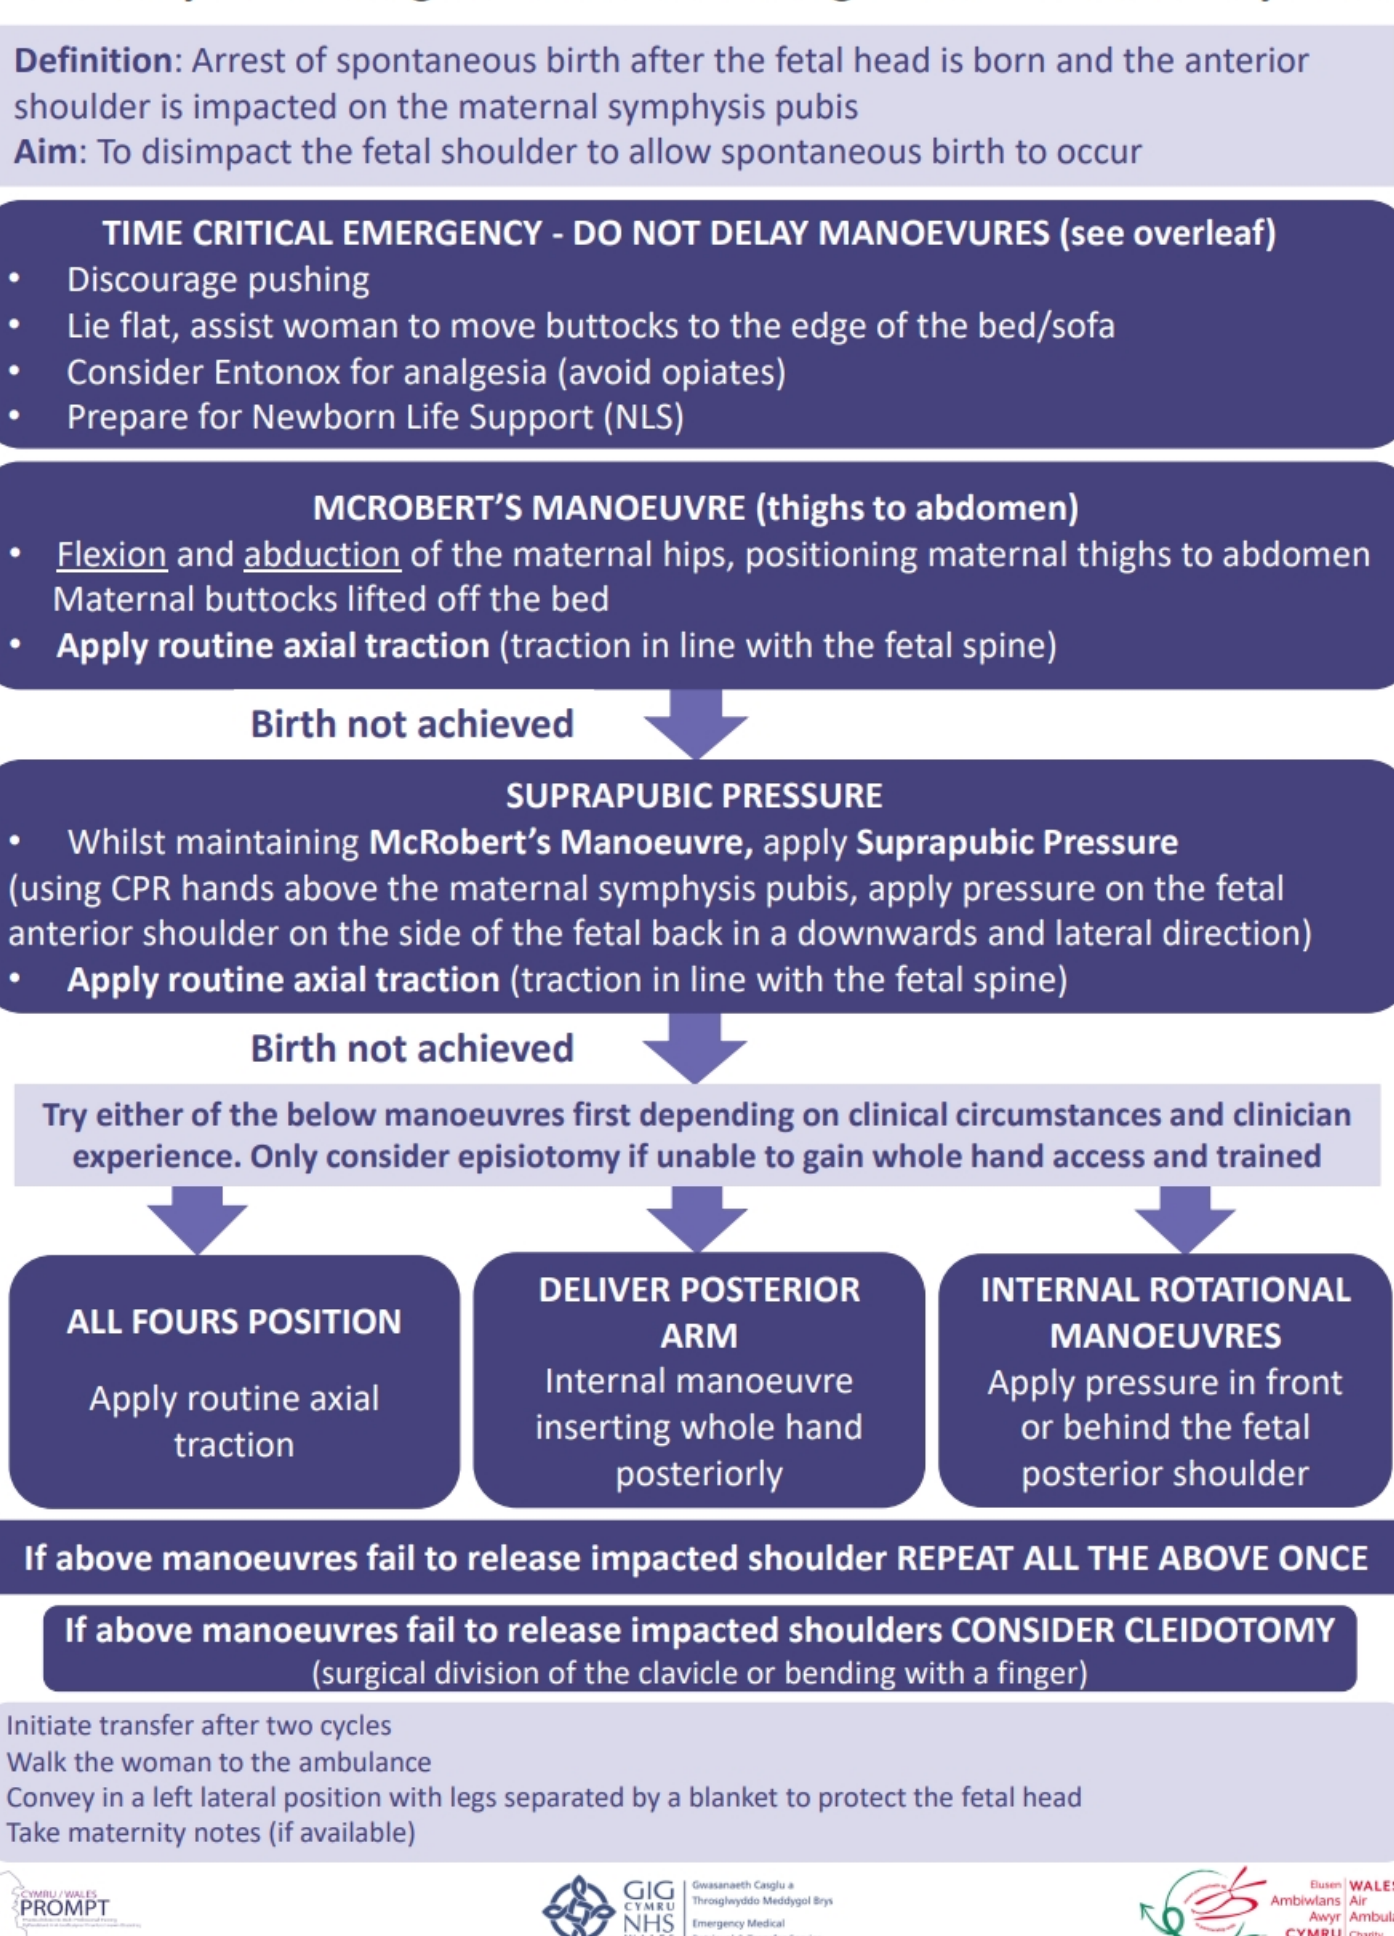 Definition: Arrest of spontaneous birth after the fetal head is born and the anterior
shoulder is impacted on the maternal symphysis pubis
Aim: To disimpact the fetal shoulder to allow spontaneous birth to occur
TIME CRITICAL EMERGENCY - DO NOT DELAY MANOEVURES (see overleaf)
• Discourage pushing
• Lie flat, assist woman to move buttocks to the edge of the bed/sofa
• Consider Entonox for analgesia (avoid opiates)
• Prepare for Newborn Life Support (NLS)
MCROBERT'S MANOEUVRE (thighs to abdomen)
• Flexion and abduction of the maternal hips, positioning maternal thighs to abdomen
Maternal buttocks lifted off the bed
• Apply routine axial traction (traction in line with the fetal spine)
Birth not achieved
SUPRAPUBIC PRESSURE
• Whilst maintaining McRobert's Manoeuvre, apply Suprapubic Pressure
(using CPR hands above the maternal symphysis pubis, apply pressure on the fetal
anterior shoulder on the side of the fetal back in a downwards and lateral direction)
• Apply routine axial traction (traction in line with the fetal spine)
Birth not achieved
Try either of the below manoeuvres first depending on clinical circumstances and clinician
experience. Only consider episiotomy if unable to gain whole hand access and trained
ALL FOURS POSITION
Apply routine axial
traction
DELIVER POSTERIOR
ARM
Internal manoeuvre
inserting whole hand
posteriorly
INTERNAL ROTATIONAL
MANOEUVRES
Apply pressure in front
or behind the fetal
posterior shoulder
If above manoeuvres fail to release impacted shoulder REPEAT ALL THE ABOVE ONCE
If above manoeuvres fail to release impacted shoulders CONSIDER CLEIDOTOMY
(surgical division of the clavicle or bending with a finger)
Initiate transfer after two cycles
Walk the woman to the ambulance
Convey in a left lateral position with legs separated by a blanket to protect the fetal head
Take maternity notes (if available)
CYMRU / WALES
PROMPT
GIG
CYMRU
NHS
Gwasanaeth Casglu a
Throsglwyddo Meddygol Brys
Emergency Medical
Elusen
Ambiwlans
Awyr
CYMRU
WALES
Air
Ambula
Charity